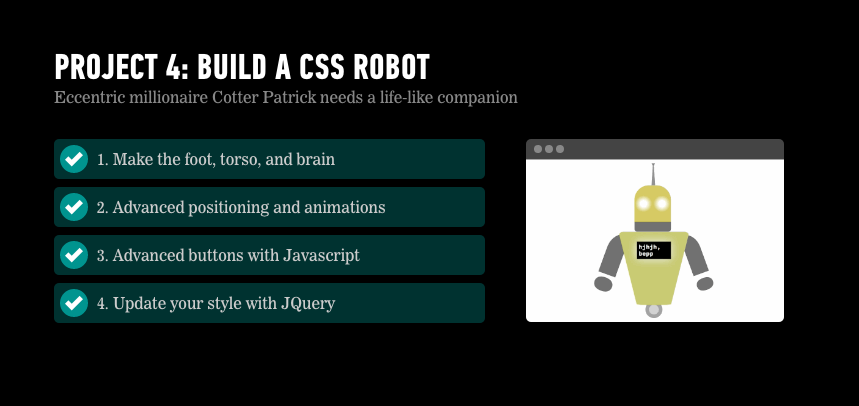 PROJECT 4: BUILD A CSS ROBOT
Eccentric millionaire Cotter Patrick needs a life-like companion
1. Make the foot, torso, and brain
2. Advanced positioning and animations
3. Advanced buttons with Javascript
4. Update your style with JQuery
hjhjh,
bepp